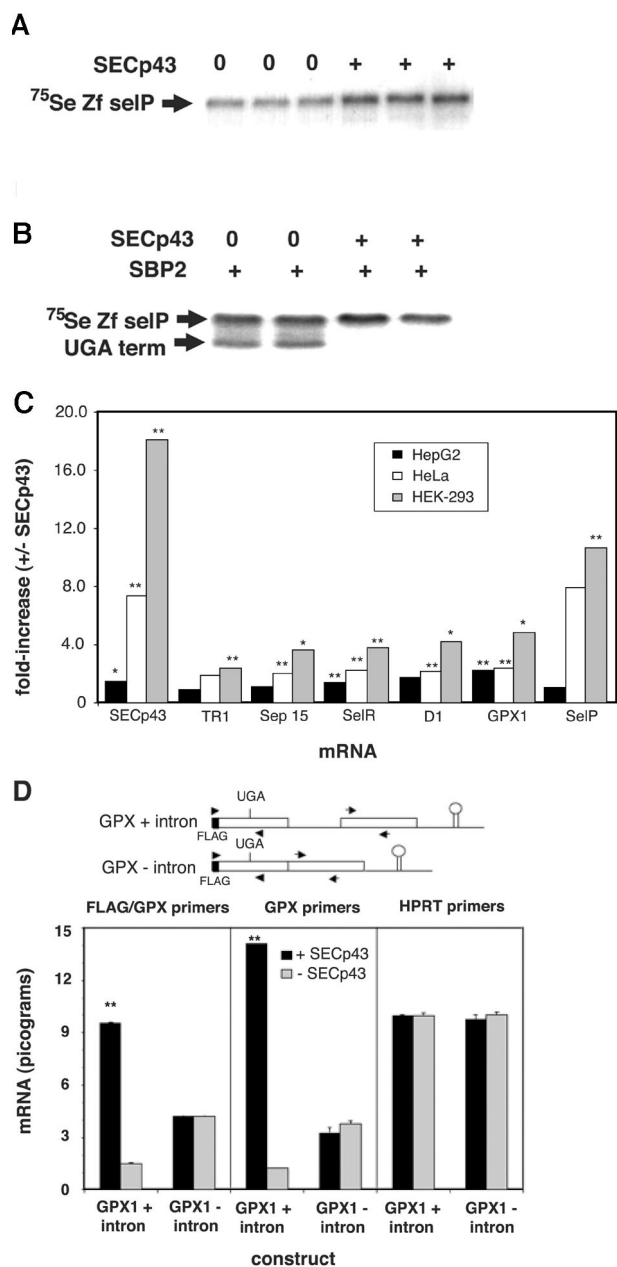 A
SECp43 0 0 0 + + +
75Se Zf selP
B
SECp43 0 0 + +
SBP2 + + + +
75Se Zf selP
UGA term
C
fold-increase (+/- SECp43)
20.0
16.0
12.0
8.0
4.0
0
HepG2
HeLa
HEK-293
* ** **
**
** *
** ** **
** *
** ** *
**
SECp43 TR1 Sep 15 SelR D1 GPX1 SelP
mRNA
D
UGA
GPX + intron
FLAG
UGA
GPX - intron
FLAG
FLAG/GPX primers GPX primers HPRT primers
mRNA (picograms)
15
12
9
6
3
0
**
**
+ SECp43
- SECp43
GPX1 + intron GPX1 - intron GPX1 + intron GPX1 - intron GPX1 + intron GPX1 - intron
construct